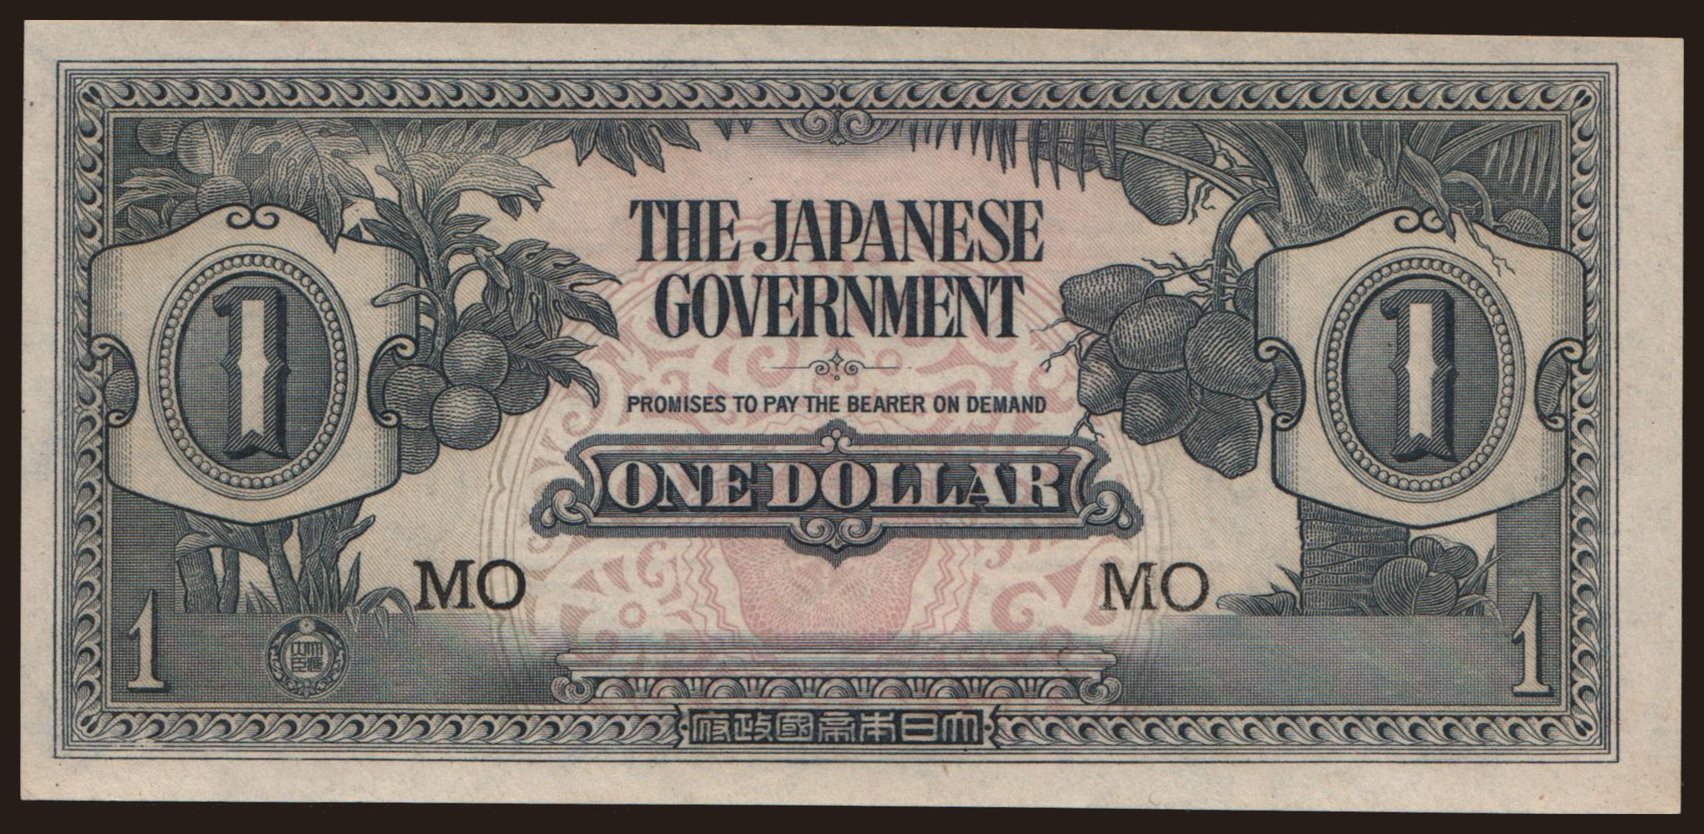 THE JAPANESE
GOVERNMENT
1
1
PROMISES TO PAY THE BEARER ON DEMAND
ONE DOLLAR
MO
MO
1
1
府政國帝本日大